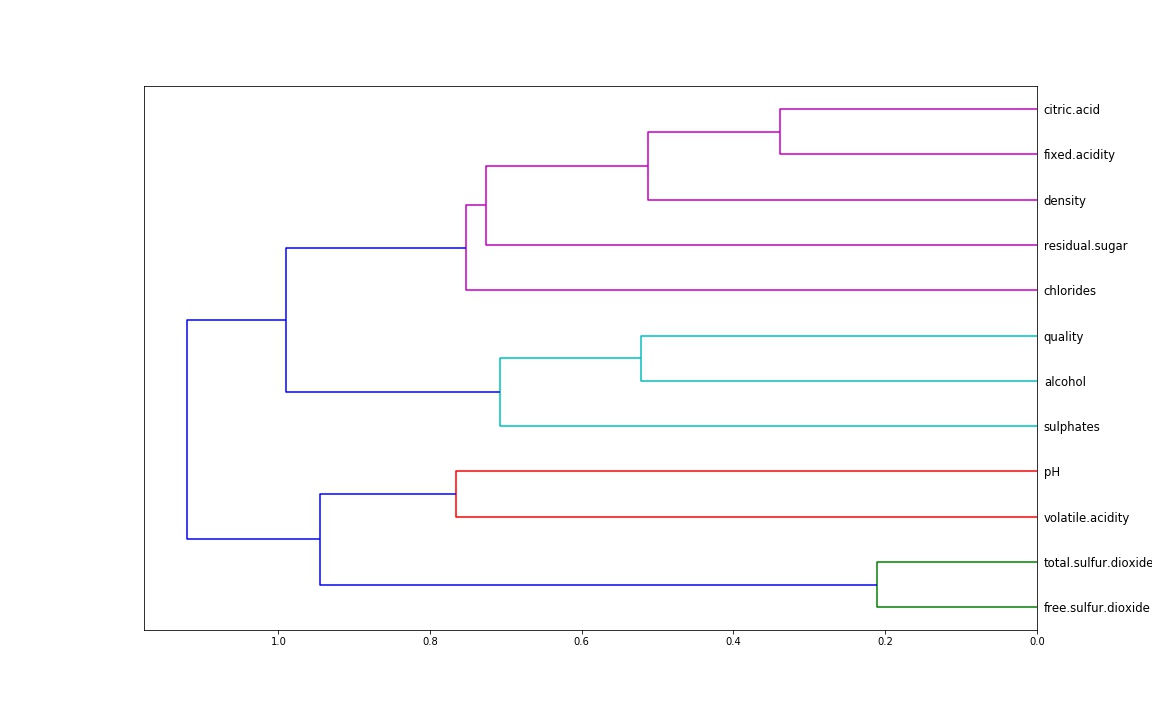 citric.acid
fixed.acidity
density
residual.sugar
chlorides
quality
alcohol
sulphates
pH
volatile.acidity
total.sulfur.dioxide
free.sulfur.dioxide
1.0 0.8 0.6 0.4 0.2 0.0